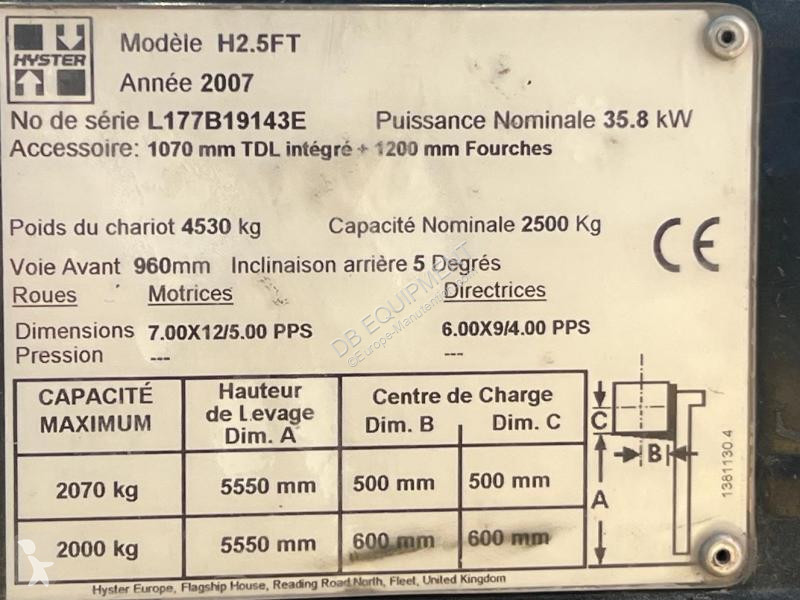 HYSTER
Modèle H2.5FT
Année 2007
No de série L177B19143E Puissance Nominale 35.8 kW
Accessoire: 1070 mm TDL intégré + 1200 mm Fourches
Poids du chariot 4530 kg Capacité Nominale 2500 Kg
CE
Voie Avant 960mm Inclinaison arrière 5 Degrés
Roues Motrices Directrices
Dimensions 7.00X12/5.00 PPS 6.00X9/4.00 PPS
Pression --- ---
DB EQUIPMENT
©Europe-Manutention
CAPACITÉ MAXIMUM
Hauteur de Levage Dim. A
Centre de Charge
Dim. B Dim. C
2070 kg 5550 mm 500 mm 500 mm
2000 kg 5550 mm 600 mm 600 mm
C
B
A
1381130 4
Hyster Europe, Flagship House, Reading Road North, Fleet, United Kingdom